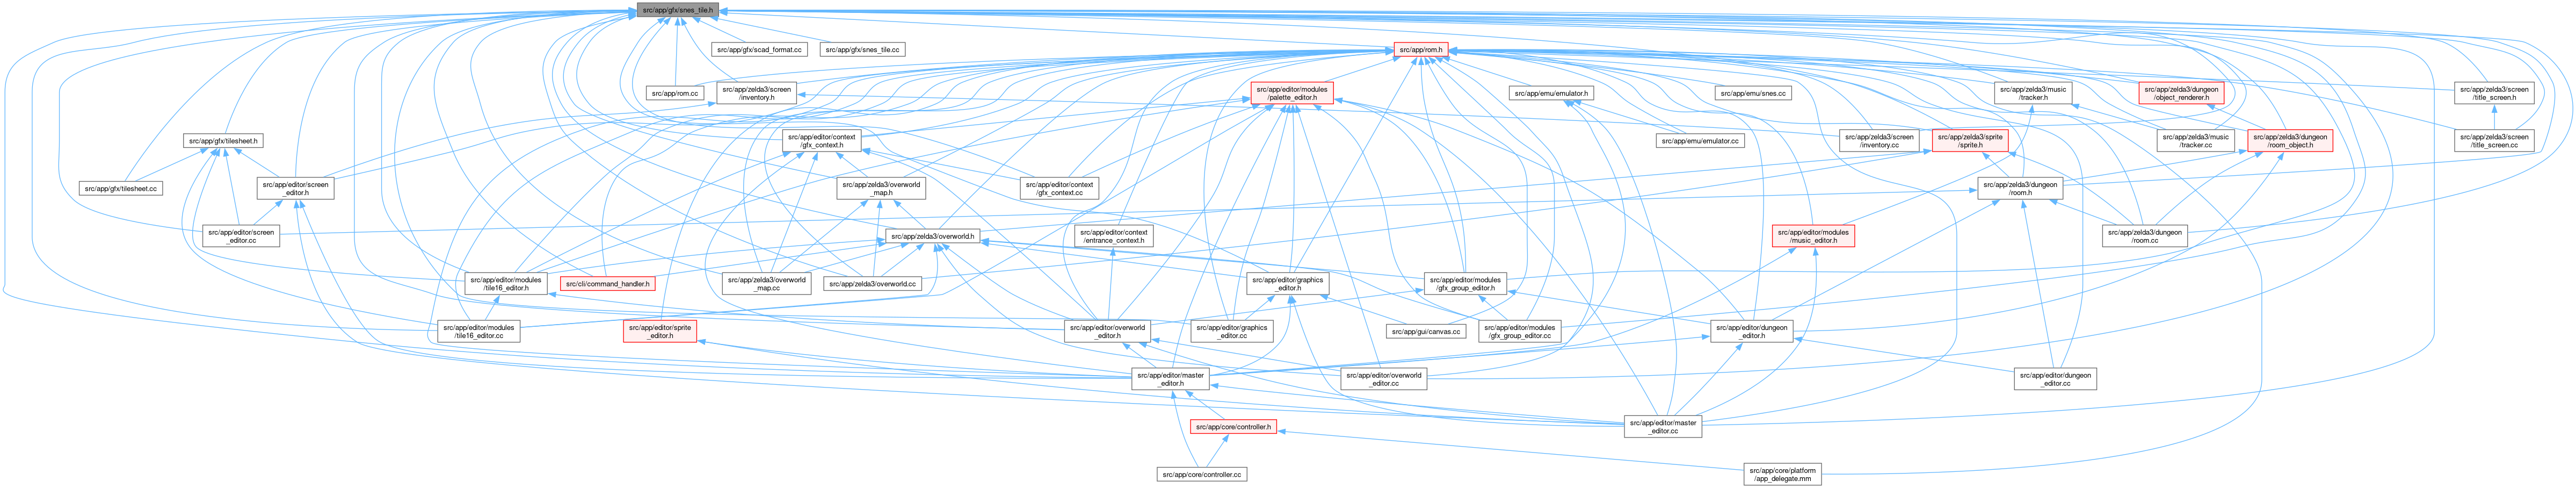 src/app/gfx/snes_tile.h
src/app/gfx/scad_format.cc
src/app/gfx/snes_tile.cc
src/app/rom.h
src/app/rom.cc
src/app/zelda3/screen
/inventory.h
src/app/editor/modules
/palette_editor.h
src/app/emu/emulator.h
src/app/emu/snes.cc
src/app/zelda3/music
/tracker.h
src/app/zelda3/dungeon
/object_renderer.h
src/app/zelda3/screen
/title_screen.h
src/app/gfx/tilesheet.h
src/app/editor/context
/gfx_context.h
src/app/emu/emulator.cc
src/app/zelda3/screen
/inventory.cc
src/app/zelda3/sprite
/sprite.h
src/app/zelda3/music
/tracker.cc
src/app/zelda3/dungeon
/room_object.h
src/app/zelda3/screen
/title_screen.cc
src/app/gfx/tilesheet.cc
src/app/editor/screen
_editor.h
src/app/zelda3/overworld
_map.h
src/app/editor/context
/gfx_context.cc
src/app/zelda3/dungeon
/room.h
src/app/editor/screen
_editor.cc
src/app/zelda3/overworld.h
src/app/editor/context
/entrance_context.h
src/app/editor/modules
/music_editor.h
src/app/zelda3/dungeon
/room.cc
src/app/editor/modules
/tile16_editor.h
src/cli/command_handler.h
src/app/zelda3/overworld
_map.cc
src/app/zelda3/overworld.cc
src/app/editor/graphics
_editor.h
src/app/editor/modules
/gfx_group_editor.h
src/app/editor/modules
/tile16_editor.cc
src/app/editor/sprite
_editor.h
src/app/editor/overworld
_editor.h
src/app/editor/graphics
_editor.cc
src/app/gui/canvas.cc
src/app/editor/modules
/gfx_group_editor.cc
src/app/editor/dungeon
_editor.h
src/app/editor/master
_editor.h
src/app/editor/overworld
_editor.cc
src/app/editor/dungeon
_editor.cc
src/app/core/controller.h
src/app/editor/master
_editor.cc
src/app/core/controller.cc
src/app/core/platform
/app_delegate.mm